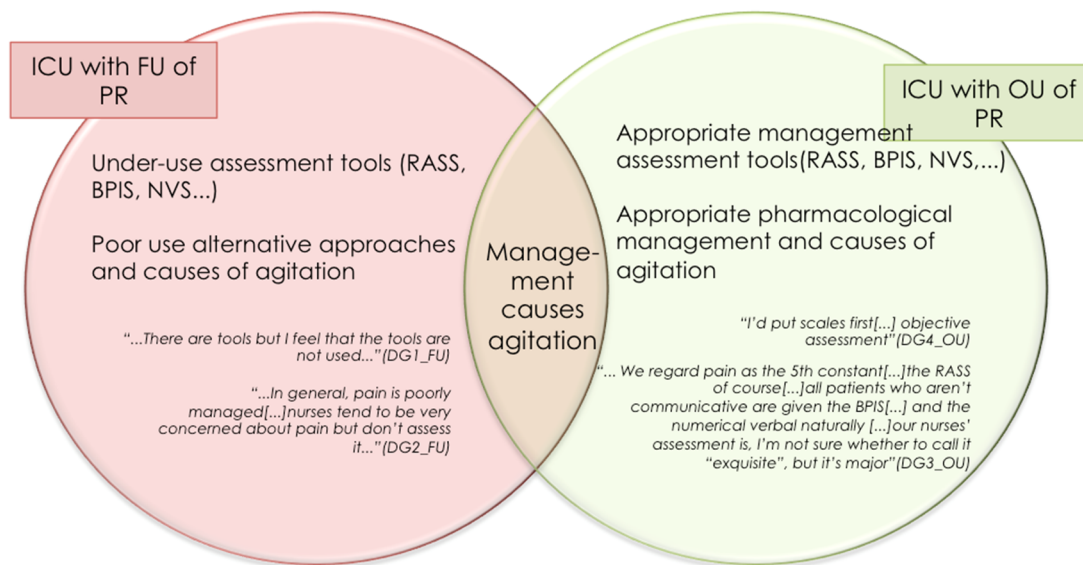 ICU with FU of
PR
Under-use assessment tools (RASS,
BPIS, NVS...)
Poor use alternative approaches
and causes of agitation
“...There are tools but I feel that the tools are
not used...”(DG1_FU)
“...In general, pain is poorly
managed[...]nurses tend to be very
concerned about pain but don’t assess
it...”(DG2_FU)
Manage-
ment
causes
agitation
ICU with OU of
PR
Appropriate management
assessment tools(RASS, BPIS, NVS,...)
Appropriate pharmacological
management and causes of
agitation
“I’d put scales first[...] objective
assessment”(DG4_OU)
“... We regard pain as the 5th constant[...]the RASS
of course[...]all patients who aren’t
communicative are given the BPIS[...] and the
numerical verbal naturally [...]our nurses’
assessment is, I’m not sure whether to call it
“exquisite”, but it’s major”(DG3_OU)